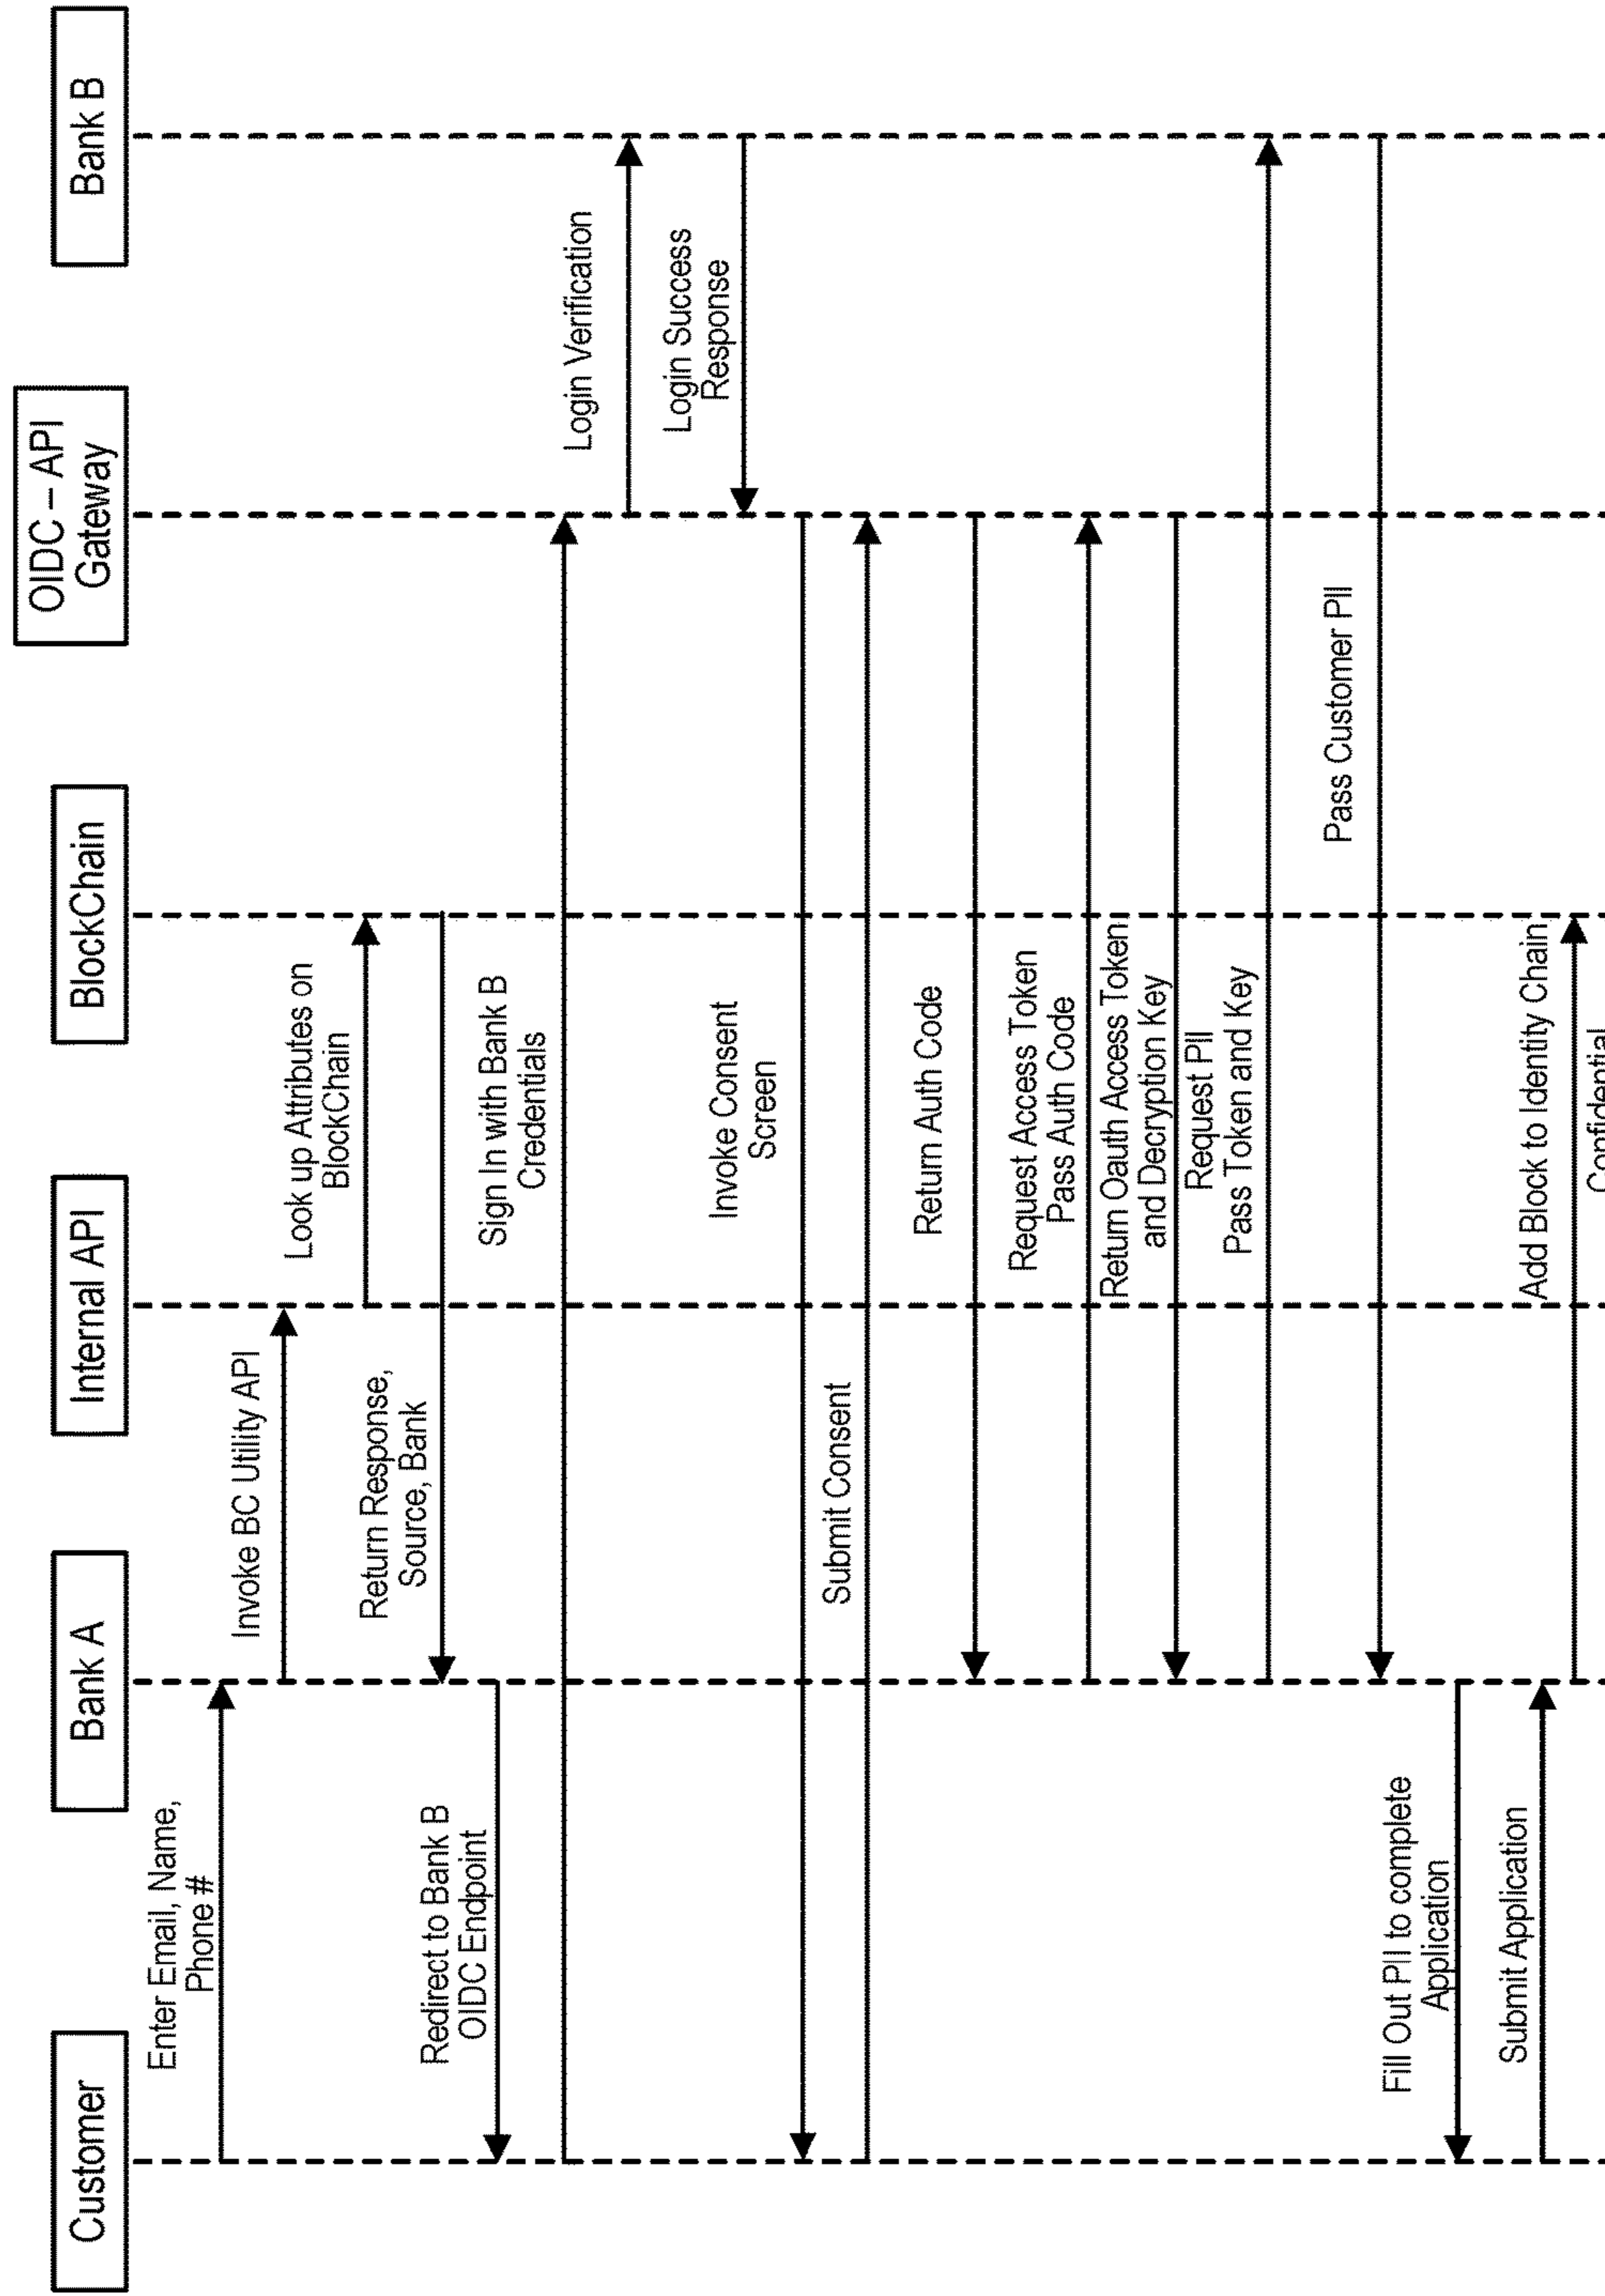 Customer
Bank A
Internal API
BlockChain
OIDC – API
Gateway
Bank B
Enter Email, Name,
Phone #
Invoke BC Utility API
Look up Attributes on
BlockChain
Return Response,
Source, Bank
Redirect to Bank B
OIDC Endpoint
Sign In with Bank B
Credentials
Login Verification
Login Success
Response
Invoke Consent
Screen
Submit Consent
Return Auth Code
Request Access Token
Pass Auth Code
Return Oauth Access Token
and Decryption Key
Request PII
Pass Token and Key
Pass Customer PII
Fill Out PII to complete
Application
Submit Application
Add Block to Identity Chain
Confidential